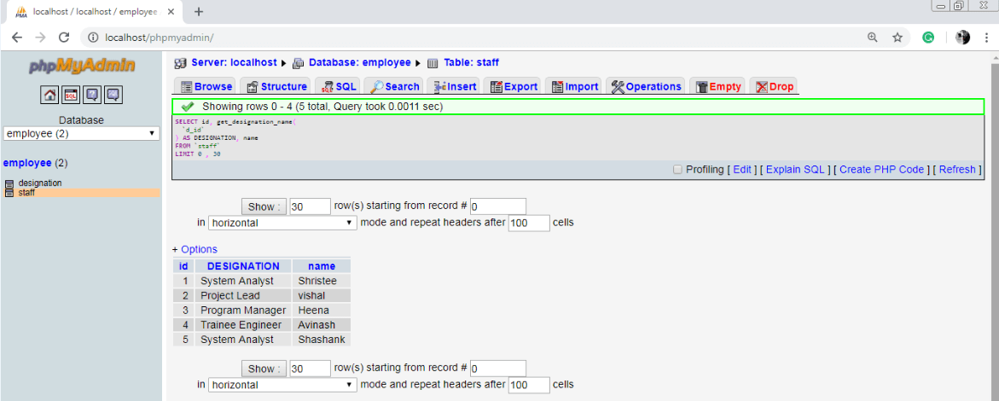 localhost / localhost / employee
localhost/phpmyadmin/
phpMyAdmin
Database
employee (2)
employee (2)
designation
staff
Server: localhost Database: employee Table: staff
Browse Structure SQL Search Insert Export Import Operations Empty Drop
Showing rows 0 - 4 (5 total, Query took 0.0011 sec)
SELECT id, get_designation_name(
`d_id`
) AS DESIGNATION, name
FROM `staff`
LIMIT 0 , 30
Profiling [ Edit ] [ Explain SQL ] [ Create PHP Code ] [ Refresh ]
Show : 30 row(s) starting from record # 0
in horizontal mode and repeat headers after 100 cells
+ Options
id DESIGNATION name
1 System Analyst Shristee
2 Project Lead vishal
3 Program Manager Heena
4 Trainee Engineer Avinash
5 System Analyst Shashank
Show : 30 row(s) starting from record # 0
in horizontal mode and repeat headers after 100 cells